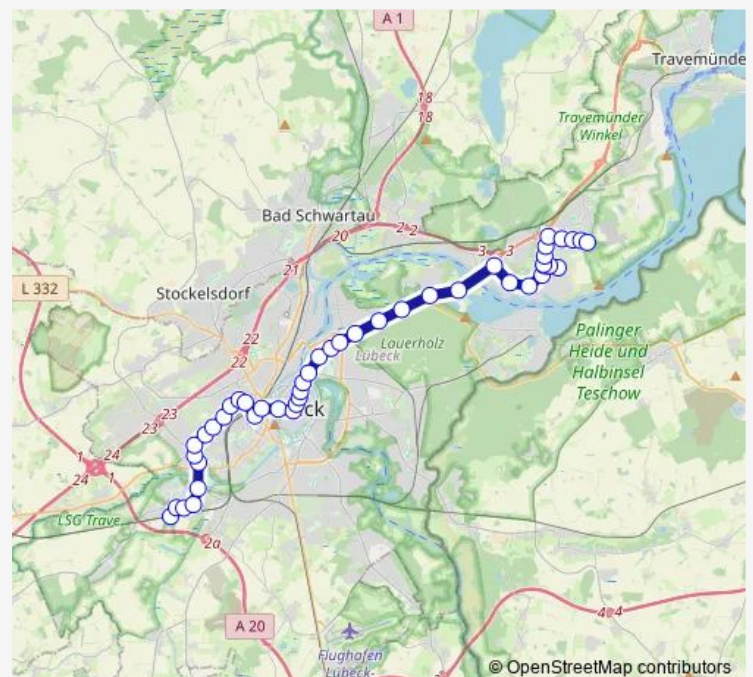 A 1
Travemünde
18
18
Travemünder
Winkel
Bad Schwartau
2 2
20
3 3
21
L 332
Stockelsdorf
22
22
Palinger
Heide und
Halbinsel
Teschow
Lauerholz
Lübeck
23
23
ck
24
1
24
1
LSG Trave
2a
4 4
A 20
Flughafen
Lübeck-
© OpenStreetMap contributors